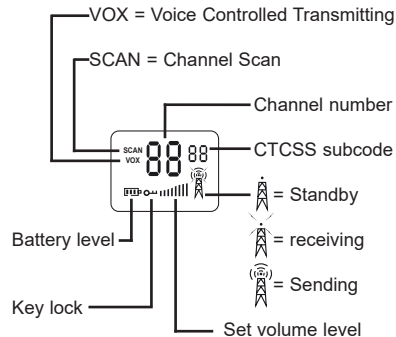 VOX = Voice Controlled Transmitting
SCAN = Channel Scan
Channel number
SCAN
VOX
88
88
CTCSS subcode
= Standby
= receiving
= Sending
Battery level
Key lock
Set volume level